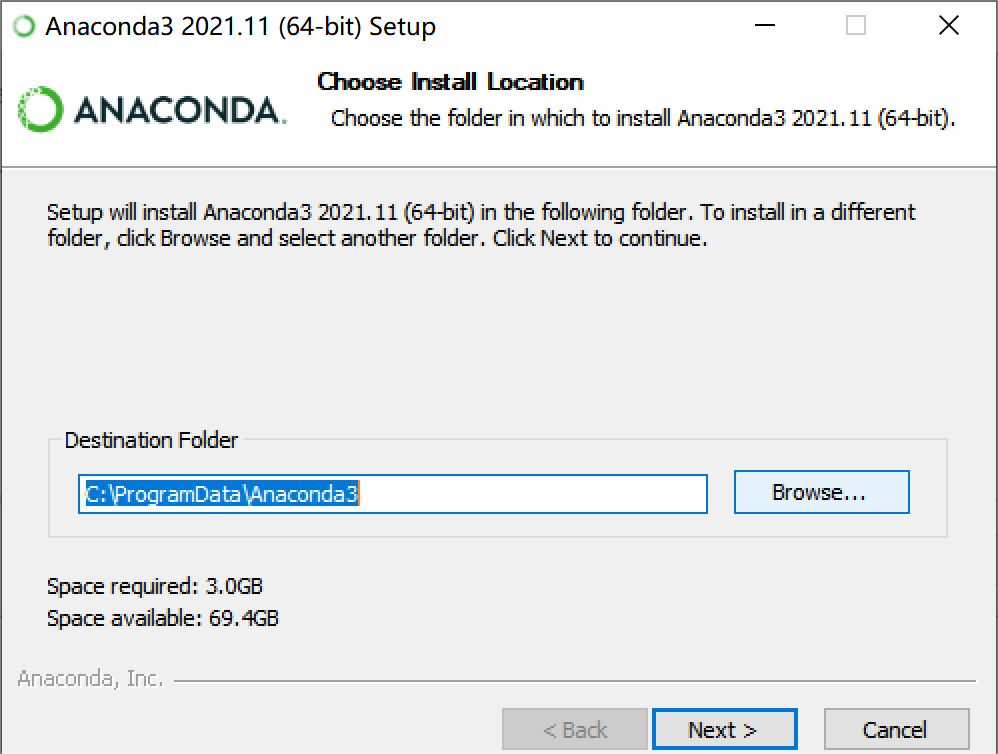 Anaconda3 2021.11 (64-bit) Setup
ANACONDA.
Choose Install Location
Choose the folder in which to install Anaconda3 2021.11 (64-bit).
Setup will install Anaconda3 2021.11 (64-bit) in the following folder. To install in a different
folder, click Browse and select another folder. Click Next to continue.
Destination Folder
C:\ProgramData\Anaconda3
Browse...
Space required: 3.0GB
Space available: 69.4GB
Anaconda, Inc.
< Back
Next >
Cancel